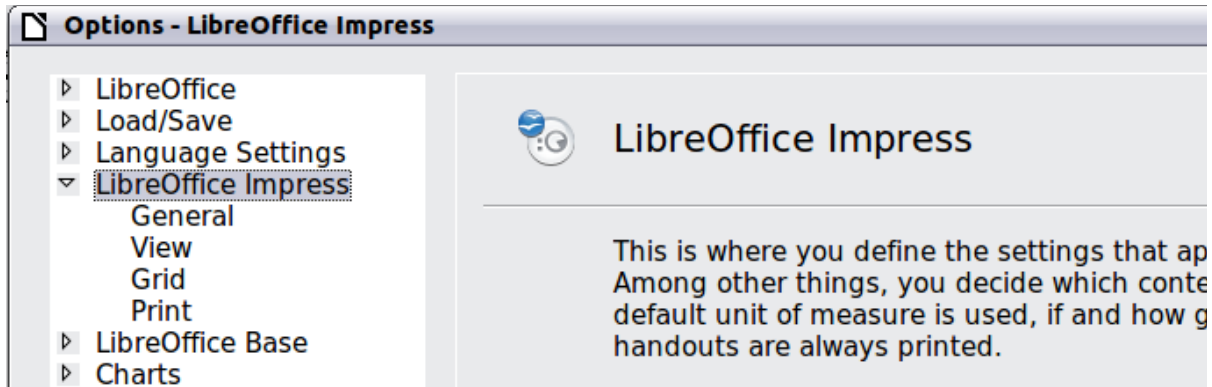 Options - LibreOffice Impress
LibreOffice
Load/Save
Language Settings
LibreOffice Impress
General
View
Grid
Print
LibreOffice Base
Charts
LibreOffice Impress
This is where you define the settings that ap
Among other things, you decide which conte
default unit of measure is used, if and how g
handouts are always printed.